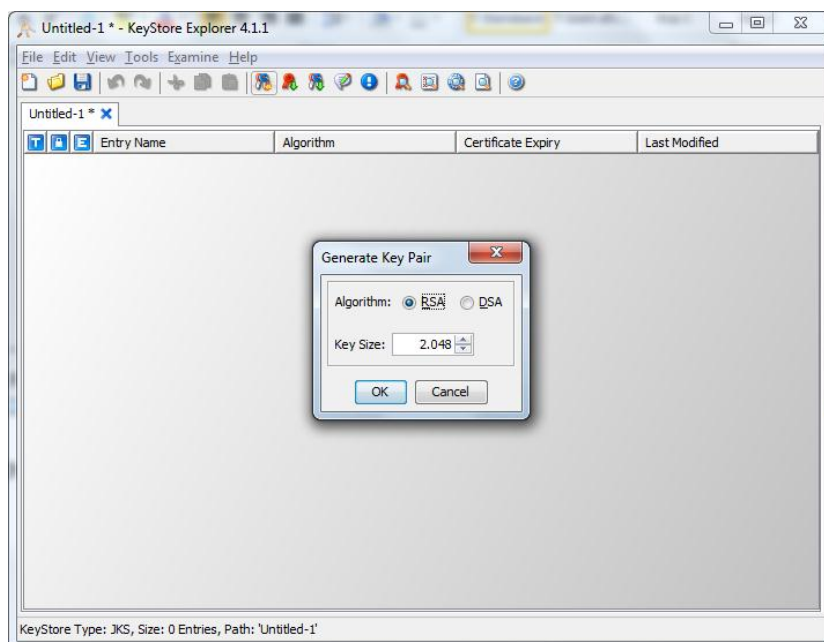 Untitled-1 * - KeyStore Explorer 4.1.1
File Edit View Tools Examine Help
Untitled-1 *
T E Entry Name Algorithm Certificate Expiry Last Modified
Generate Key Pair
Algorithm: RSA DSA
Key Size: 2.048
OK Cancel
KeyStore Type: JKS, Size: 0 Entries, Path: 'Untitled-1'